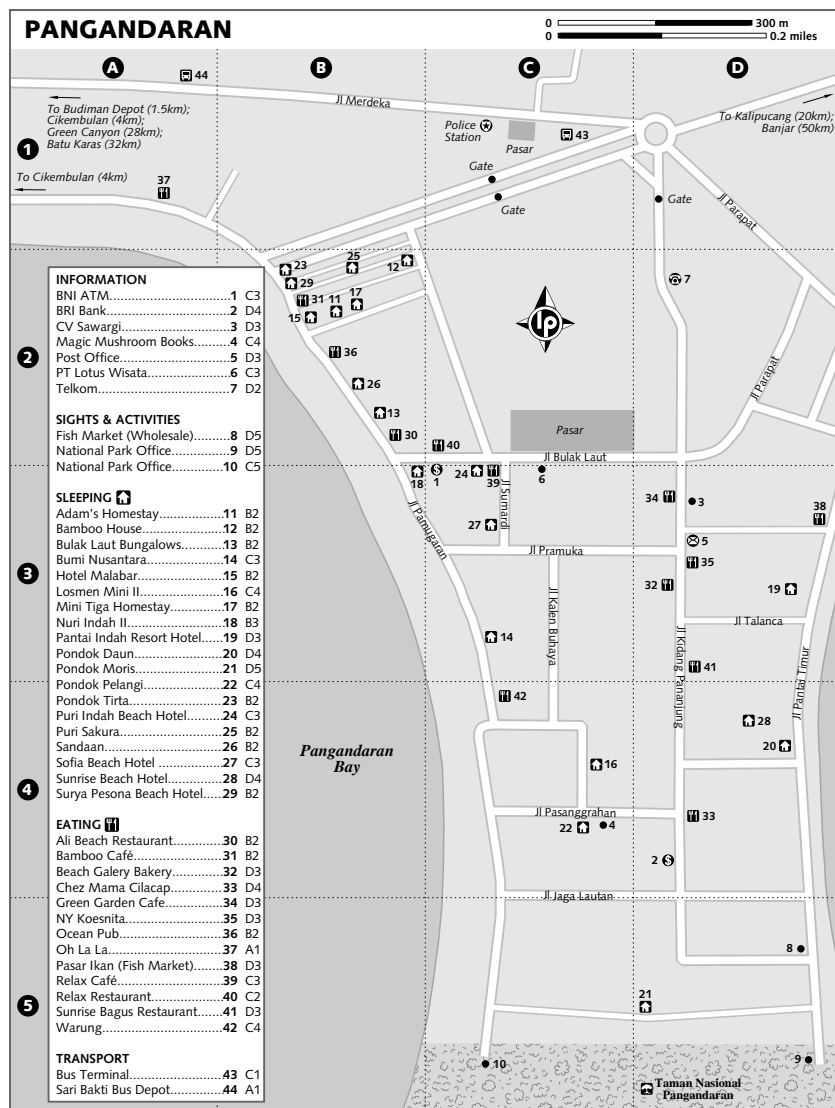 PANGANDARAN
0 300 m
0 0.2 miles
A B C D
44
Jl Merdeka
To Budiman Depot (1.5km);
Cikembulan (4km);
Green Canyon (28km);
Batu Karas (32km)
Police
Station
Pasar
43
To Kalipucang (20km);
Banjar (50km)
1
To Cikembulan (4km)
37
Gate
Gate
Gate
Jl Parapat
23
25
12
29
7
31 11 17
15
lp
2
36
26
13
30
40
Pasar
Jl Parapat
Jl Bulak Laut
18 1 24 39 6
34
3
38
Jl Sumardi
27
5
Jl Pamugaran
Jl Pramuka
35
3
32
19
Jl Kalen Buhaya
Jl Talanca
14
Jl Kidang Pananjung
41
Jl Pantai Timur
42
28
Pangandaran
Bay
20
4
16
Jl Pasanggrahan
22
4
33
2
Jl Jaga Lautan
8
5
21
10
9
Taman Nasional
Pangandaran
INFORMATION
BNI ATM 1 C3
BRI Bank 2 D4
CV Sawargi 3 D3
Magic Mushroom Books 4 C4
Post Office 5 D3
PT Lotus Wisata 6 C3
Telkom 7 D2
SIGHTS & ACTIVITIES
Fish Market (Wholesale) 8 D5
National Park Office 9 D5
National Park Office 10 C5
SLEEPING
Adam's Homestay 11 B2
Bamboo House 12 B2
Bulak Laut Bungalows 13 B2
Bumi Nusantara 14 C3
Hotel Malabar 15 B2
Losmen Mini II 16 C4
Mini Tiga Homestay 17 B2
Nuri Indah II 18 B3
Pantai Indah Resort Hotel 19 D3
Pondok Daun 20 D4
Pondok Moris 21 D5
Pondok Pelangi 22 C4
Pondok Tirta 23 B2
Puri Indah Beach Hotel 24 C3
Puri Sakura 25 B2
Sandaan 26 B2
Sofia Beach Hotel 27 C3
Sunrise Beach Hotel 28 D4
Surya Pesona Beach Hotel 29 B2
EATING
Ali Beach Restaurant 30 B2
Bamboo Café 31 B2
Beach Galery Bakery 32 D3
Chez Mama Cilacap 33 D4
Green Garden Cafe 34 D3
NY Koesnita 35 D3
Ocean Pub 36 B2
Oh La La 37 A1
Pasar Ikan (Fish Market) 38 D3
Relax Café 39 C3
Relax Restaurant 40 C2
Sunrise Bagus Restaurant 41 D3
Warung 42 C4
TRANSPORT
Bus Terminal 43 C1
Sari Bakti Bus Depot 44 A1